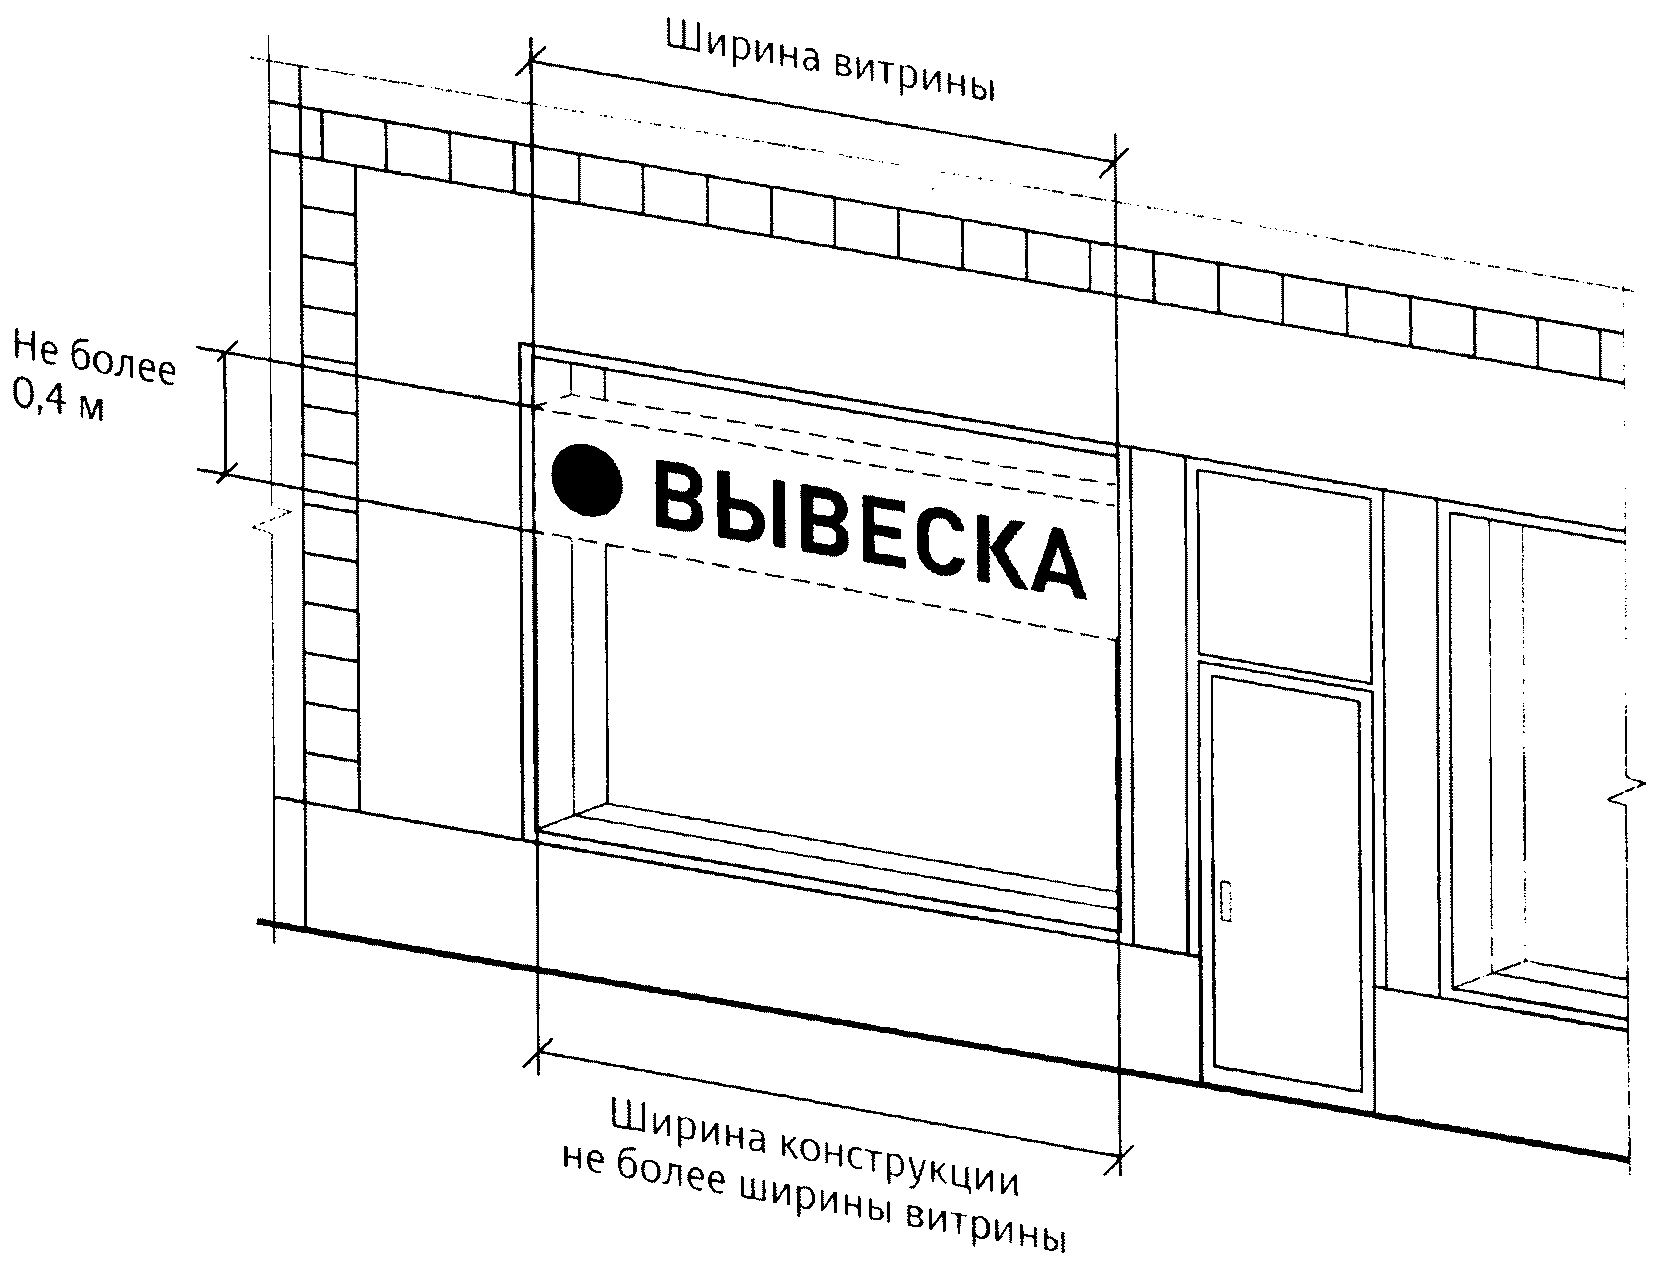 Ширина витрины
Не более
0,4 м
ВЫВЕСКА
Ширина конструкции
не более ширины витрины